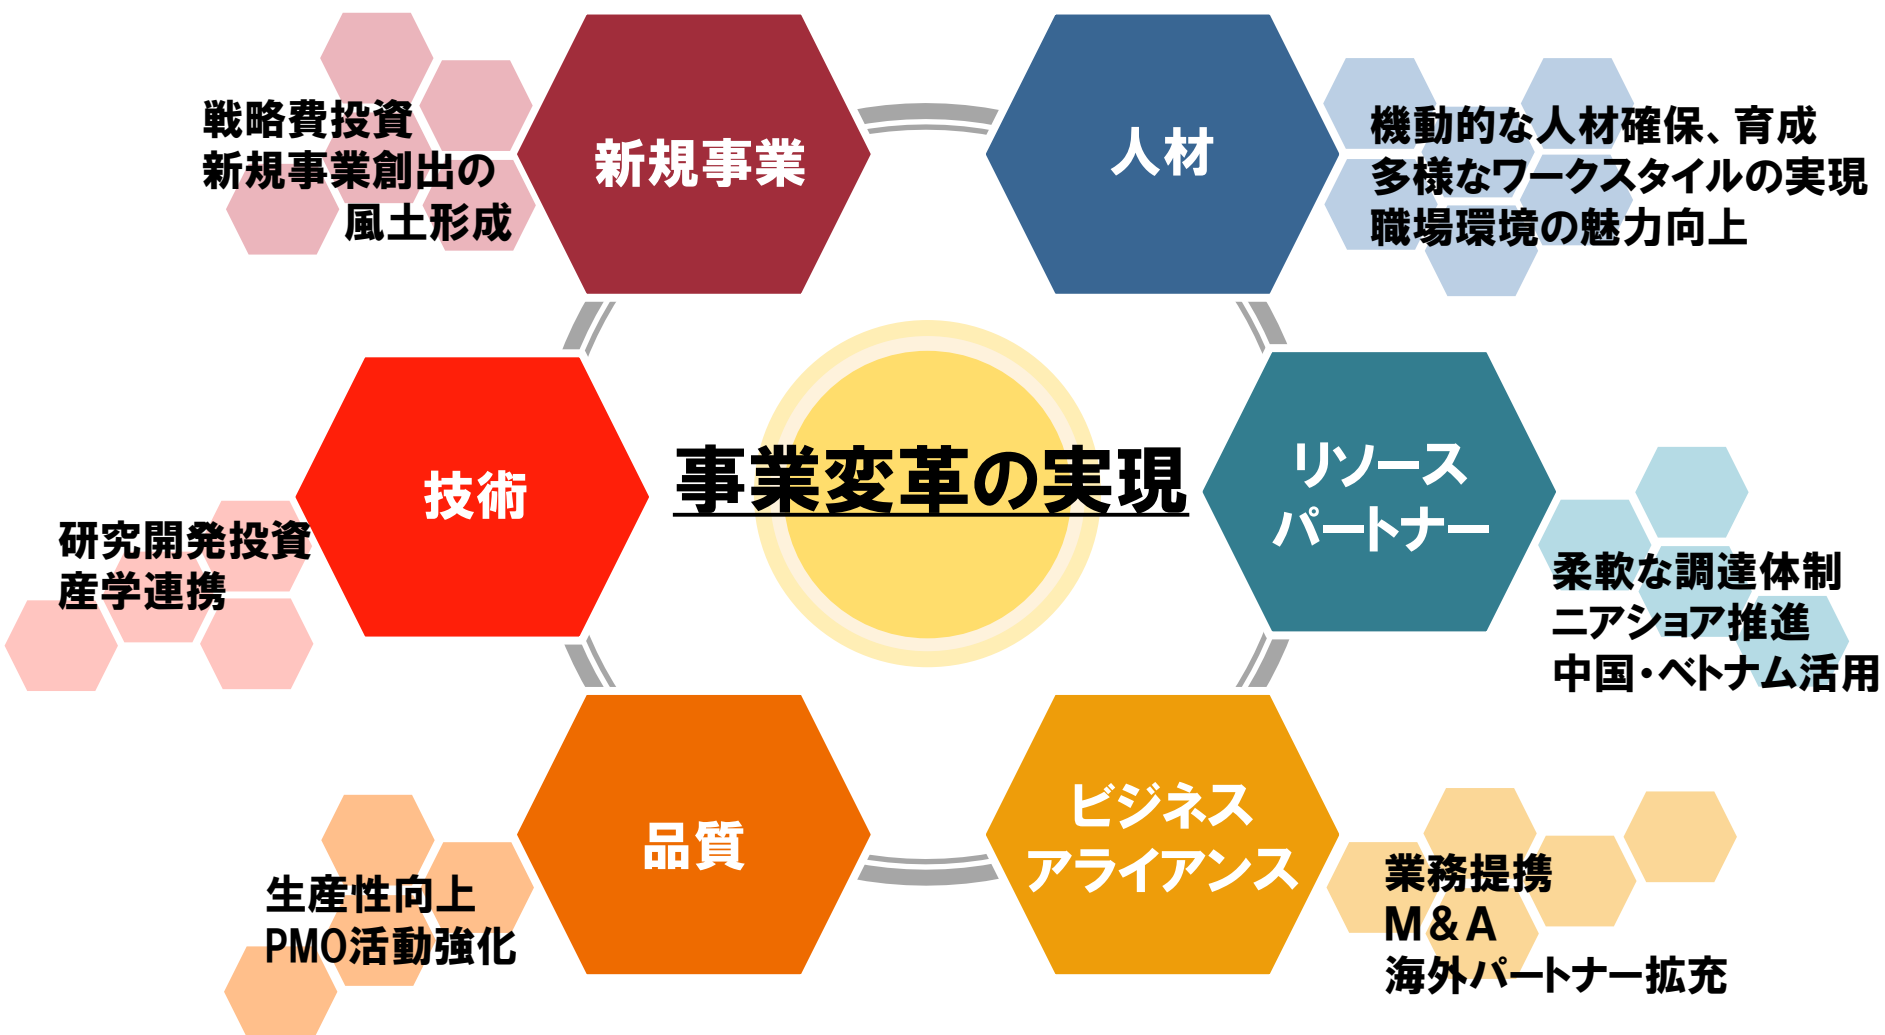 戦略費投資
新規事業創出の
風土形成
新規事業
人材
機動的な人材確保、育成
多様なワークスタイルの実現
職場環境の魅力向上
技術
研究開発投資
産学連携
事業変革の実現
リソース
パートナー
柔軟な調達体制
ニアショア推進
中国・ベトナム活用
品質
生産性向上
PMO活動強化
ビジネス
アライアンス
業務提携
M&A
海外パートナー拡充